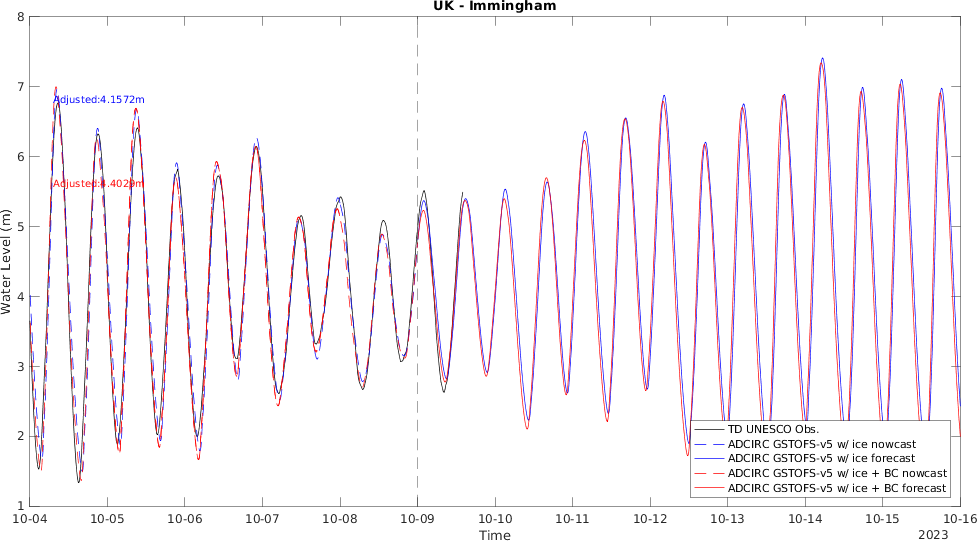 UK - Immingham
8
7
6
5
4
3
2
1
Water Level (m)
Adjusted:4.1572m
Adjusted:4.4029m
TD UNESCO Obs.
ADCIRC GSTOFS-v5 w/ ice nowcast
ADCIRC GSTOFS-v5 w/ ice forecast
ADCIRC GSTOFS-v5 w/ ice + BC nowcast
ADCIRC GSTOFS-v5 w/ ice + BC forecast
10-04 10-05 10-06 10-07 10-08 10-09 10-10 10-11 10-12 10-13 10-14 10-15 10-16
Time
2023